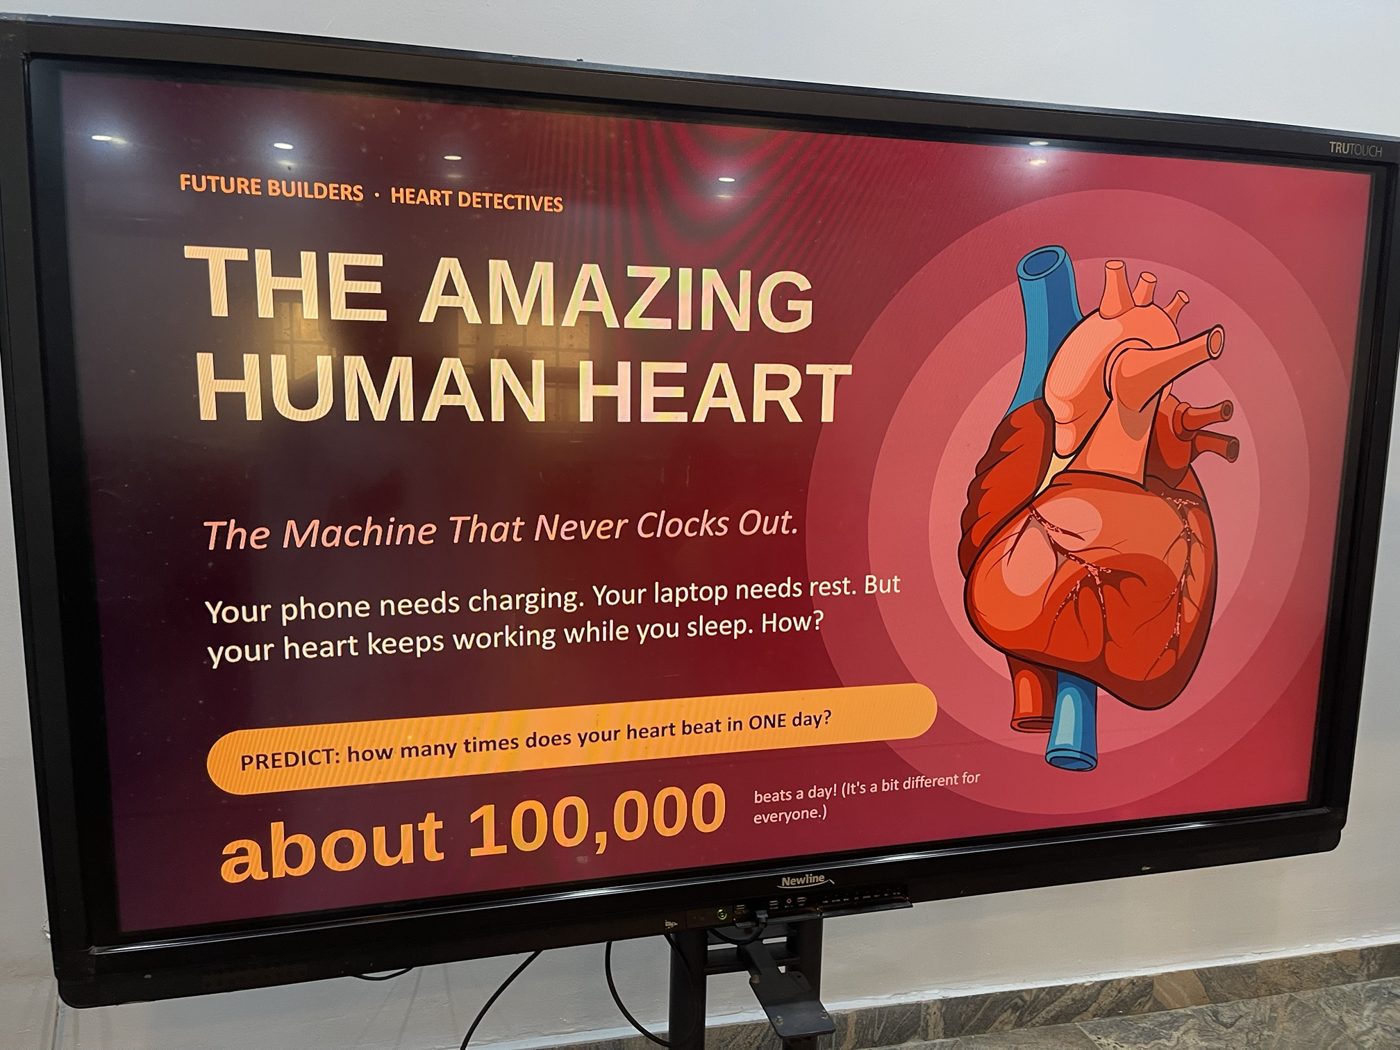 TRUTOUCH
FUTURE BUILDERS · HEART DETECTIVES
THE AMAZING
HUMAN HEART
The Machine That Never Clocks Out.
Your phone needs charging. Your laptop needs rest. But
your heart keeps working while you sleep. How?
PREDICT: how many times does your heart beat in ONE day?
about 100,000
beats a day! (It's a bit different for
everyone.)
Newline